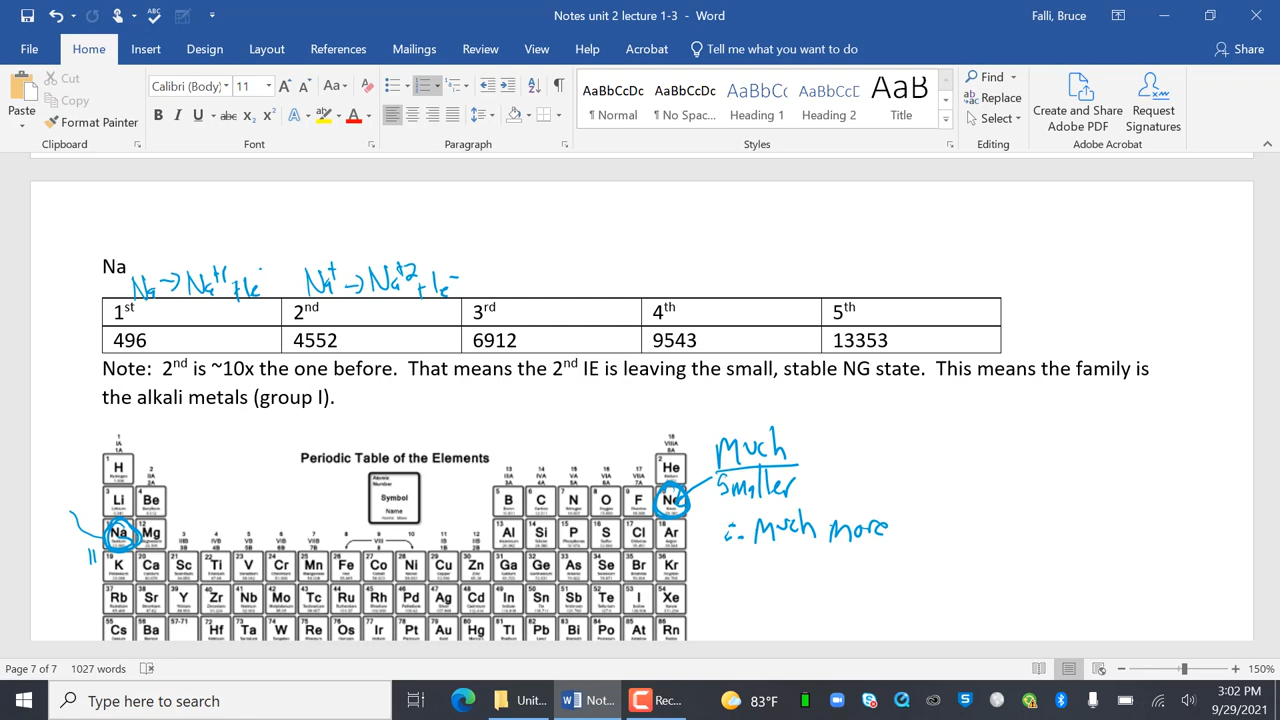 Notes unit 2 lecture 1-3 - Word
Falli, Bruce
File Home Insert Design Layout References Mailings Review View Help Acrobat Tell me what you want to do Share
Paste
Cut
Copy
Format Painter
Clipboard
Calibri (Body) 11
Font
Paragraph
AaBbCcDc AaBbCcDc AaBbCc AaBbCcD AaB
¶ Normal ¶ No Spac... Heading 1 Heading 2 Title
Styles
Find
Replace
Select
Editing
Create and Share Adobe PDF
Request Signatures
Adobe Acrobat
Na
Na → Na+1 + 1e- Na+ → Na+2 + 1e-
1st 2nd 3rd 4th 5th
496 4552 6912 9543 13353
Note: 2nd is ~10x the one before. That means the 2nd IE is leaving the small, stable NG state. This means the family is
the alkali metals (group I).
Periodic Table of the Elements
Atomic Number
Symbol
Name
H He
Li Be B C N O F Ne
Na Mg Al Si P S Cl Ar
K Ca Sc Ti V Cr Mn Fe Co Ni Cu Zn Ga Ge As Se Br Kr
Rb Sr Y Zr Nb Mo Tc Ru Rh Pd Ag Cd In Sn Sb Te I Xe
Cs Ba 57-71 Hf Ta W Re Os Ir Pt Au Hg Tl Pb Bi Po At Rn
11
Much
Smaller
∴ Much more
Page 7 of 7 1027 words 150%
Type here to search
Unit... Not... Rec...
83°F
3:02 PM
9/29/2021